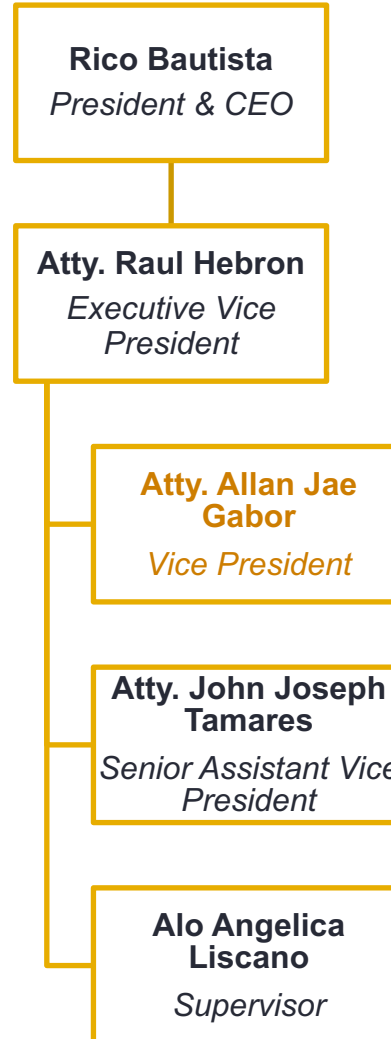 Rico Bautista
President & CEO
Atty. Raul Hebron
Executive Vice
President
Atty. Allan Jae
Gabor
Vice President
Atty. John Joseph
Tamares
Senior Assistant Vice
President
Alo Angelica
Liscano
Supervisor